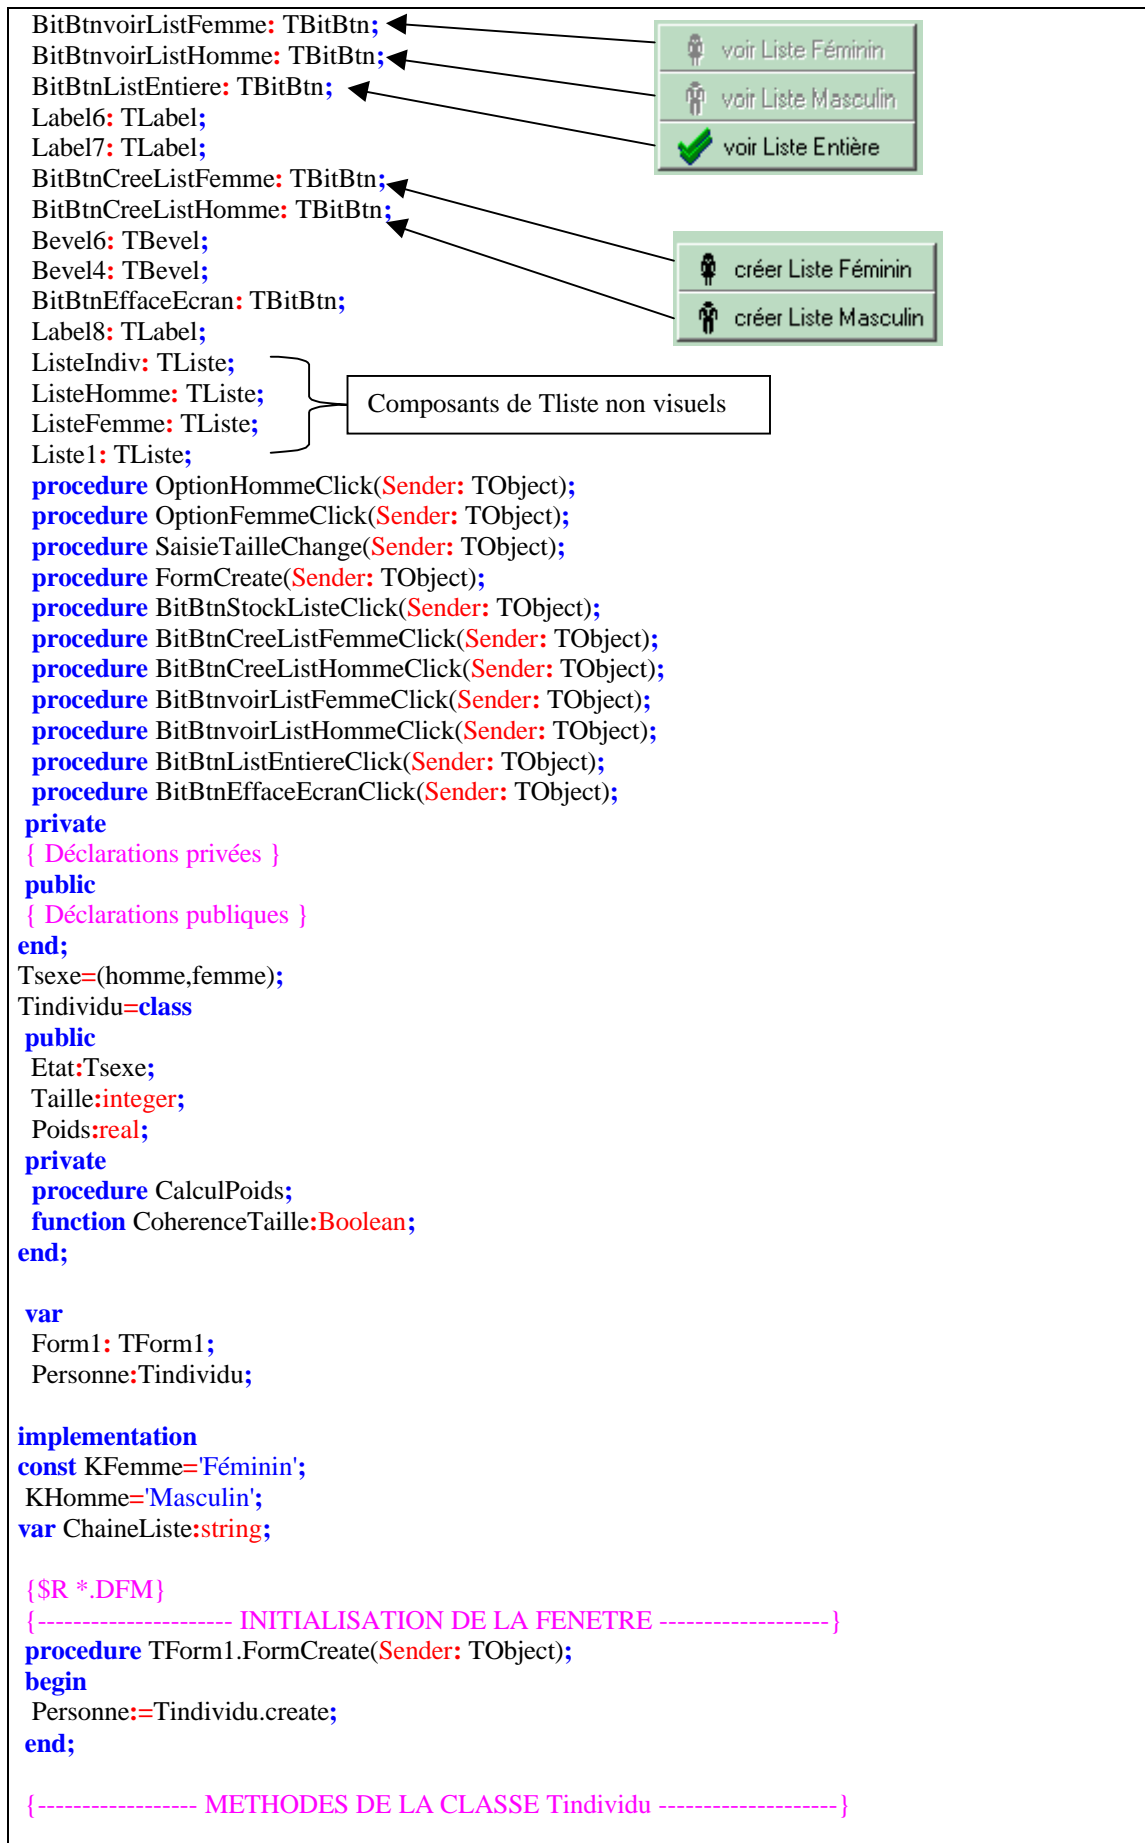 BitBtnvoirListFemme: TBitBtn;
voir Liste Féminin
BitBtnvoirListHomme: TBitBtn;
BitBtnListEntiere: TBitBtn;
voir Liste Masculin
Label6: TLabel;
Label7: TLabel;
voir Liste Entière
BitBtnCreeListFemme: TBitBtn;
BitBtnCreeListHomme: TBitBtn;
Bevel6: TBevel;
Bevel4: TBevel;
créer Liste Féminin
BitBtnEffaceEcran: TBitBtn;
créer Liste Masculin
Label8: TLabel;
ListeIndiv: TListe;
ListeHomme: TListe;
Composants de Tliste non visuels
ListeFemme: TListe;
Liste1: TListe;
procedure OptionHommeClick(Sender: TObject);
procedure OptionFemmeClick(Sender: TObject);
procedure SaisieTailleChange(Sender: TObject);
procedure FormCreate(Sender: TObject);
procedure BitBtnStockListeClick(Sender: TObject);
procedure BitBtnCreeListFemmeClick(Sender: TObject);
procedure BitBtnCreeListHommeClick(Sender: TObject);
procedure BitBtnvoirListFemmeClick(Sender: TObject);
procedure BitBtnvoirListHommeClick(Sender: TObject);
procedure BitBtnListEntiereClick(Sender: TObject);
procedure BitBtnEffaceEcranClick(Sender: TObject);
private
{ Déclarations privées }
public
{ Déclarations publiques }
end;
Tsexe=(homme,femme);
Tindividu=class
public
Etat:Tsexe;
Taille:integer;
Poids:real;
private
procedure CalculPoids;
function CoherenceTaille:Boolean;
end;
var
Form1: TForm1;
Personne:Tindividu;
implementation
const KFemme='Féminin';
KHomme='Masculin';
var ChaineListe:string;
{$R *.DFM}
{---------------------- INITIALISATION DE LA FENETRE -------------------}
procedure TForm1.FormCreate(Sender: TObject);
begin
Personne:=Tindividu.create;
end;
{------------------ METHODES DE LA CLASSE Tindividu --------------------}